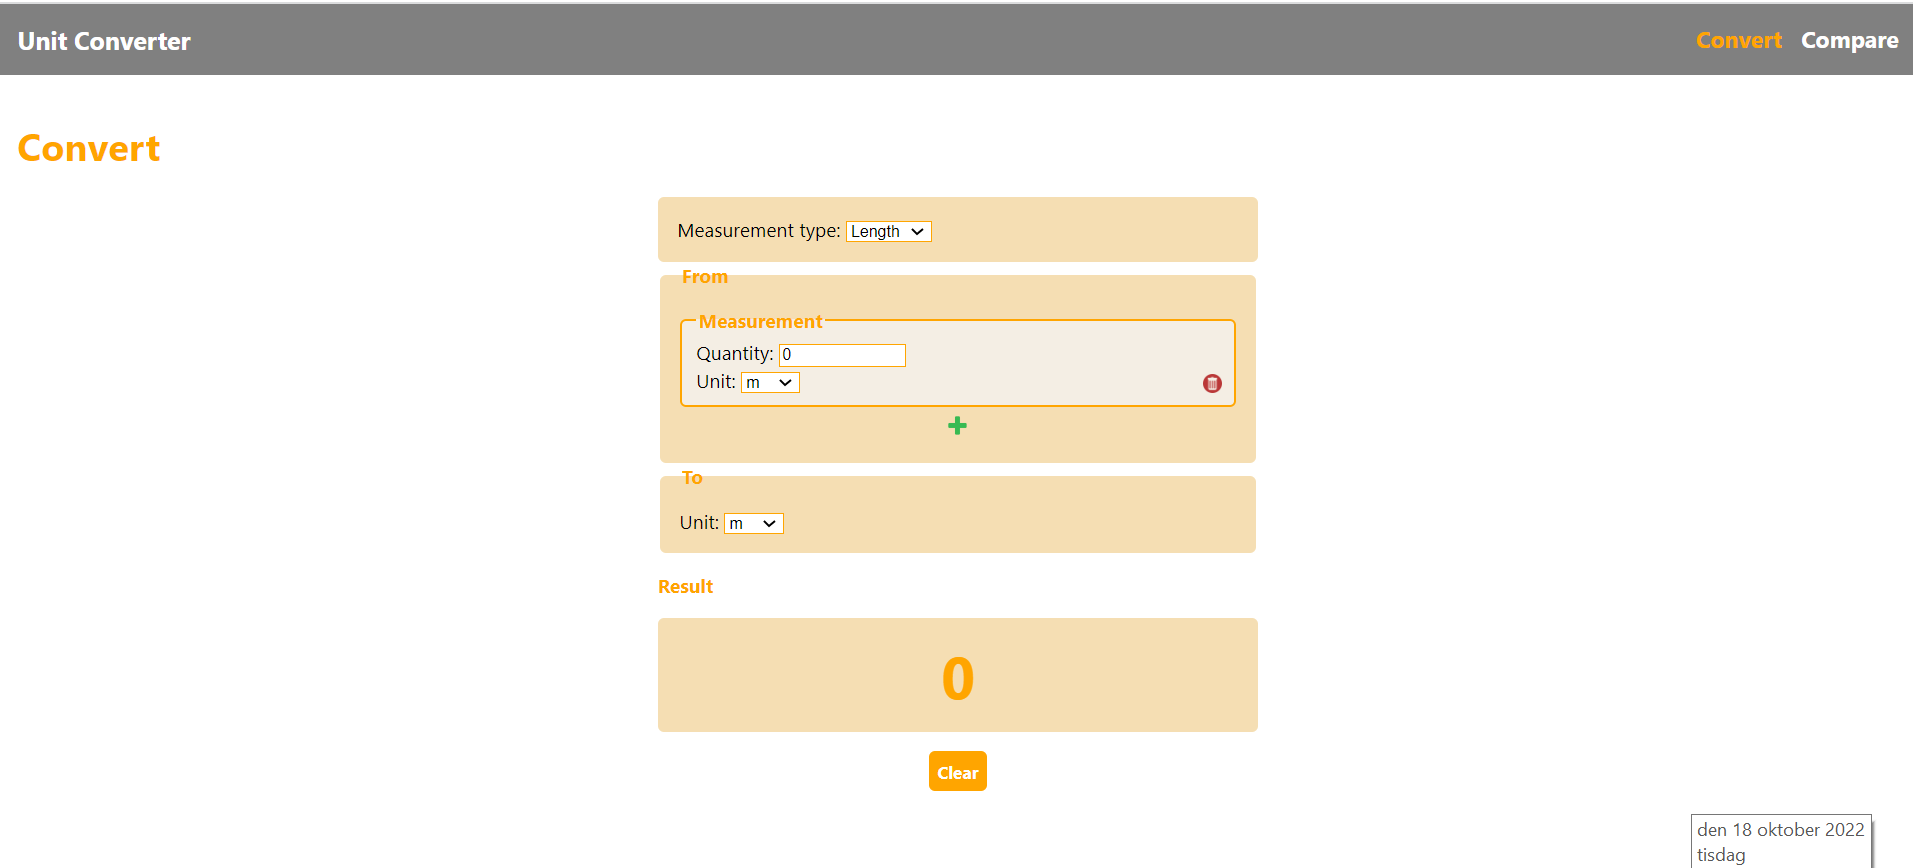 Unit Converter
Convert Compare
Convert
Measurement type: Length
From
Measurement
Quantity: 0
Unit: m
To
Unit: m
Result
0
Clear
den 18 oktober 2022
tisdag